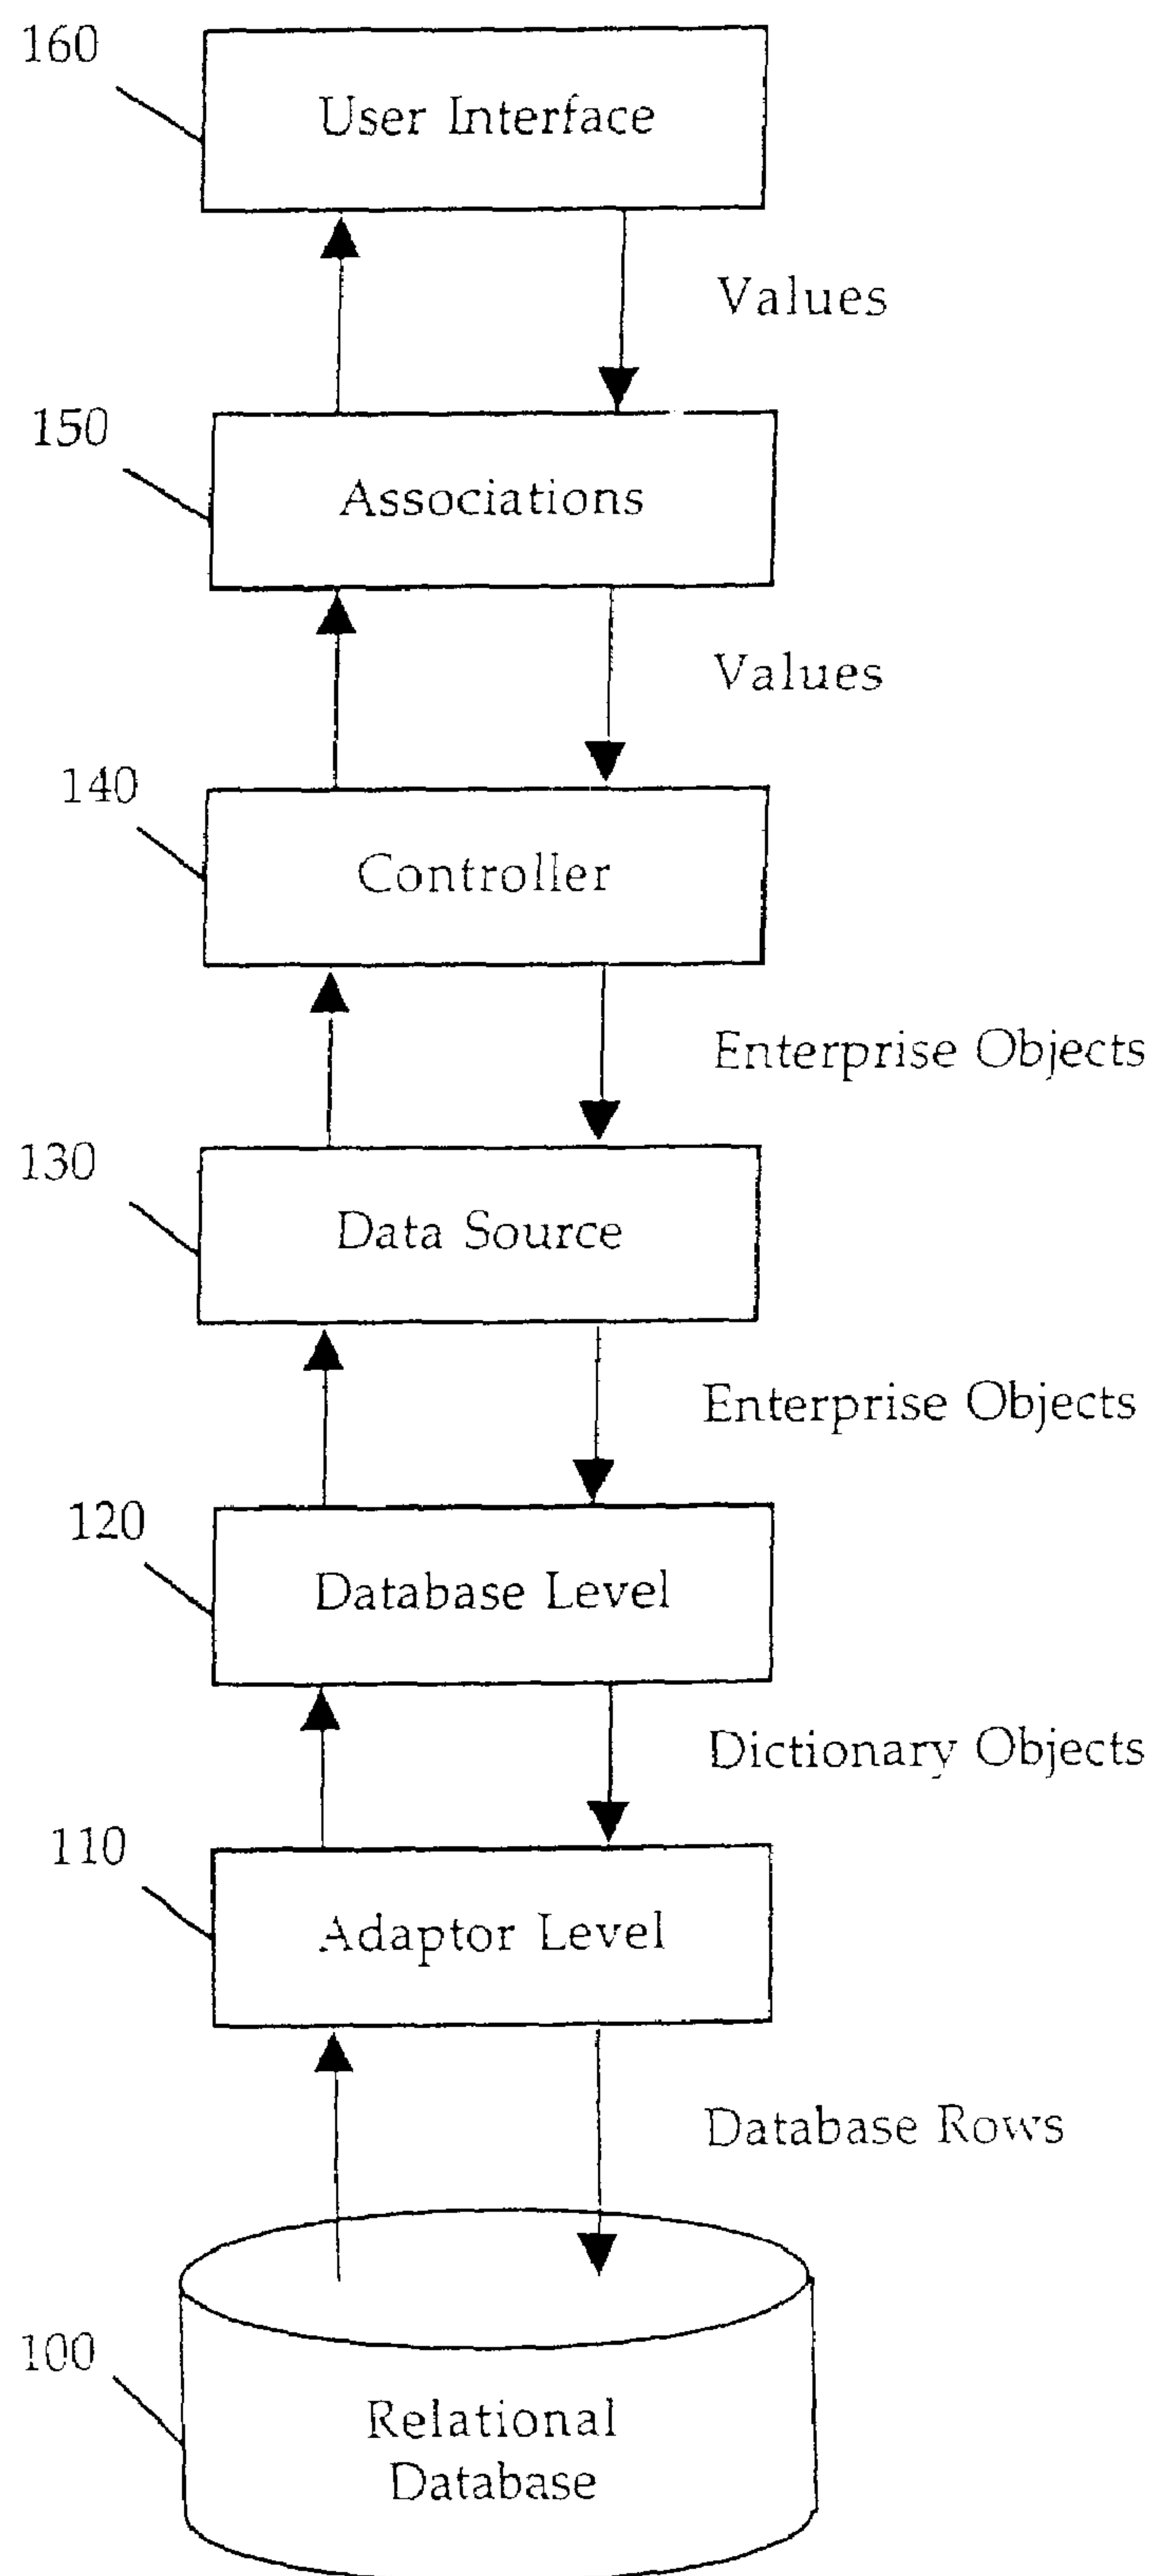 160
User Interface
Values
150
Associations
Values
140
Controller
Enterprise Objects
130
Data Source
Enterprise Objects
120
Database Level
Dictionary Objects
110
Adaptor Level
Database Rows
100
Relational
Database